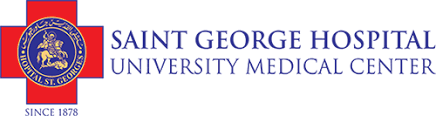 HOPITAL ST. GEORGES
SAINT GEORGE HOSPITAL
UNIVERSITY MEDICAL CENTER
SINCE 1878